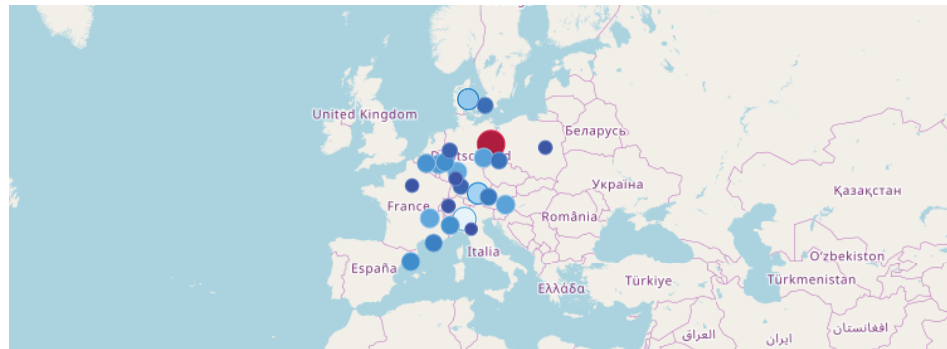 United Kingdom
Беларусь
Deutschland
Україна
Қазақстан
France
România
Italia
O‘zbekiston
España
Ελλάδα
Türkiye
Türkmenistan
العراق
ایران
افغانستان